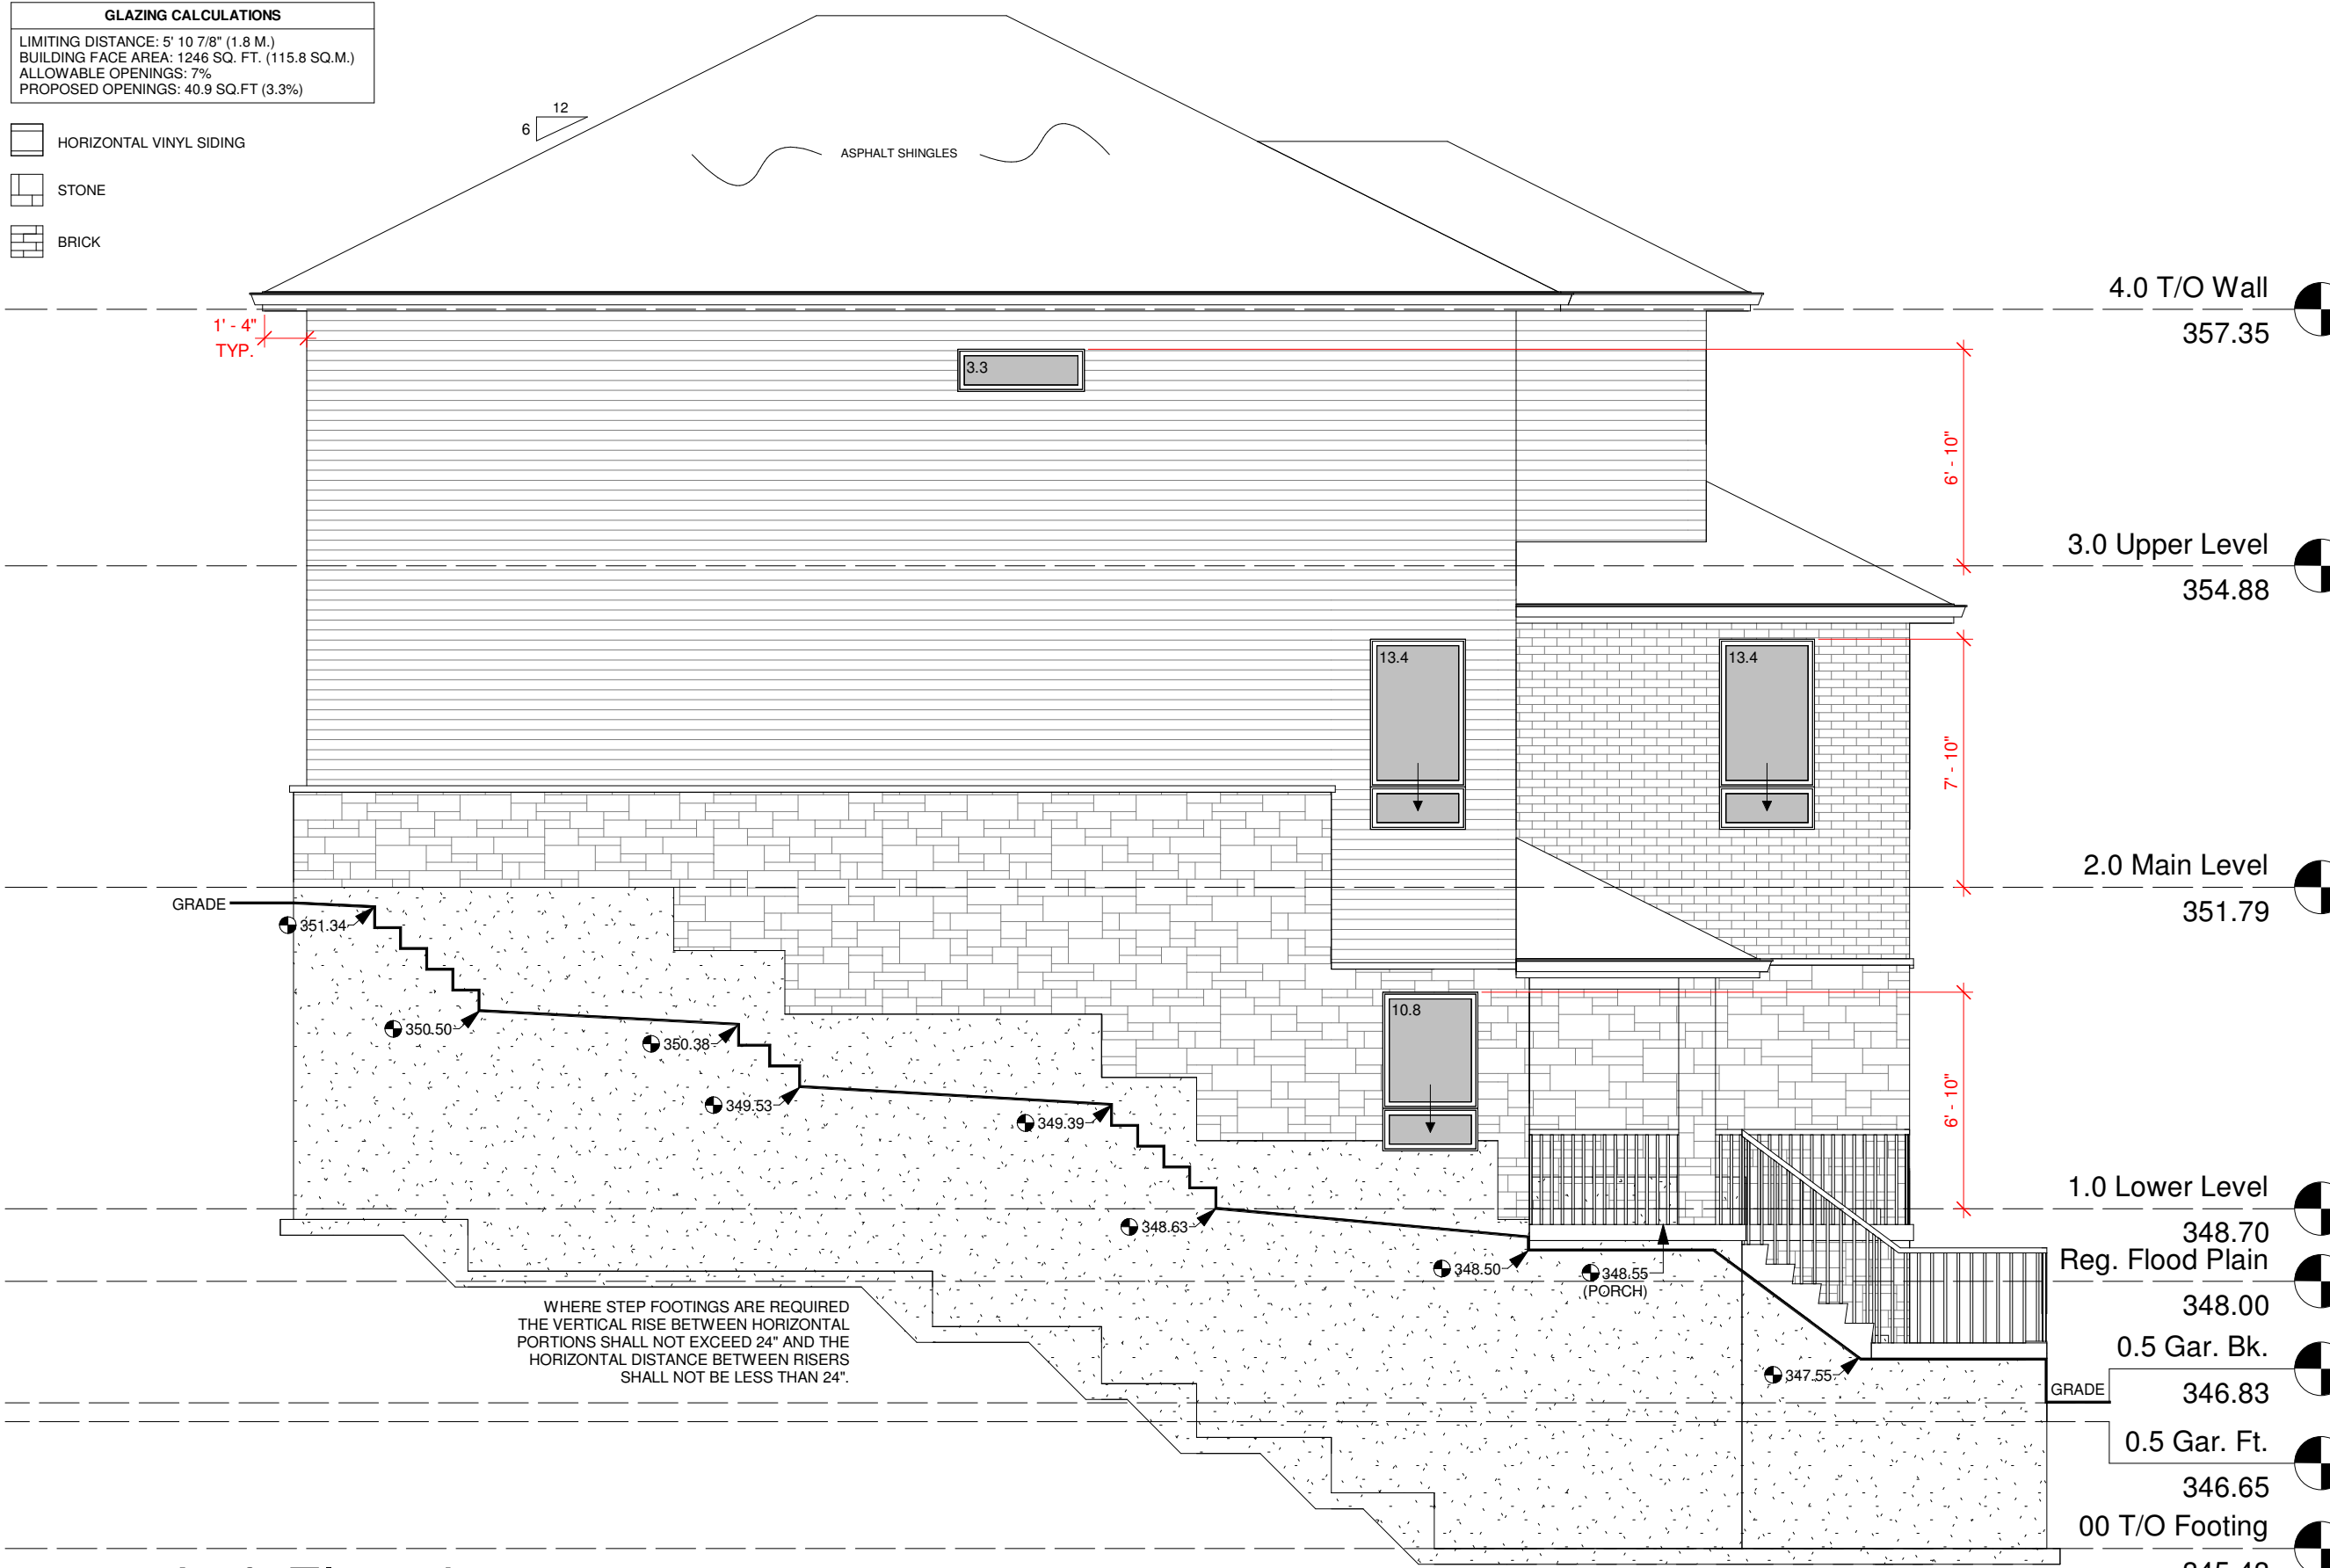 GLAZING CALCULATIONS
LIMITING DISTANCE: 5' 10 7/8" (1.8 M.)
BUILDING FACE AREA: 1246 SQ. FT. (115.8 SQ.M.)
ALLOWABLE OPENINGS: 7%
PROPOSED OPENINGS: 40.9 SQ.FT (3.3%)
HORIZONTAL VINYL SIDING
STONE
BRICK
12
6
ASPHALT SHINGLES
4.0 T/O Wall
357.35
1' - 4"
TYP.
3.3
6' - 10"
3.0 Upper Level
354.88
13.4
13.4
7' - 10"
2.0 Main Level
351.79
GRADE
351.34
350.50
350.38
349.53
349.39
348.63
10.8
6' - 10"
1.0 Lower Level
348.70
348.50
348.55
(PORCH)
Reg. Flood Plain
348.00
WHERE STEP FOOTINGS ARE REQUIRED
THE VERTICAL RISE BETWEEN HORIZONTAL
PORTIONS SHALL NOT EXCEED 24" AND THE
HORIZONTAL DISTANCE BETWEEN RISERS
SHALL NOT BE LESS THAN 24".
347.55
GRADE
0.5 Gar. Bk.
346.83
0.5 Gar. Ft.
346.65
00 T/O Footing